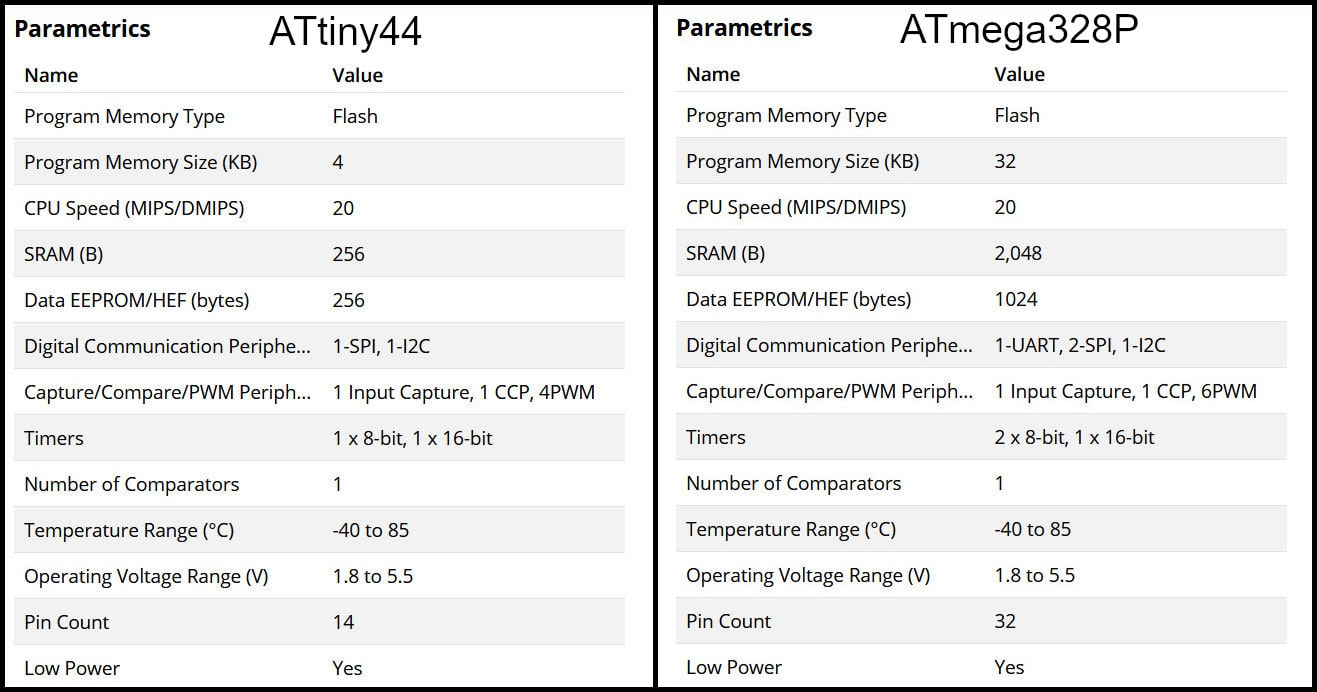 Parametrics ATtiny44
Name Value
Program Memory Type Flash
Program Memory Size (KB) 4
CPU Speed (MIPS/DMIPS) 20
SRAM (B) 256
Data EEPROM/HEF (bytes) 256
Digital Communication Periphe... 1-SPI, 1-I2C
Capture/Compare/PWM Periph... 1 Input Capture, 1 CCP, 4PWM
Timers 1 x 8-bit, 1 x 16-bit
Number of Comparators 1
Temperature Range (°C) -40 to 85
Operating Voltage Range (V) 1.8 to 5.5
Pin Count 14
Low Power Yes
Parametrics ATmega328P
Name Value
Program Memory Type Flash
Program Memory Size (KB) 32
CPU Speed (MIPS/DMIPS) 20
SRAM (B) 2,048
Data EEPROM/HEF (bytes) 1024
Digital Communication Periphe... 1-UART, 2-SPI, 1-I2C
Capture/Compare/PWM Periph... 1 Input Capture, 1 CCP, 6PWM
Timers 2 x 8-bit, 1 x 16-bit
Number of Comparators 1
Temperature Range (°C) -40 to 85
Operating Voltage Range (V) 1.8 to 5.5
Pin Count 32
Low Power Yes